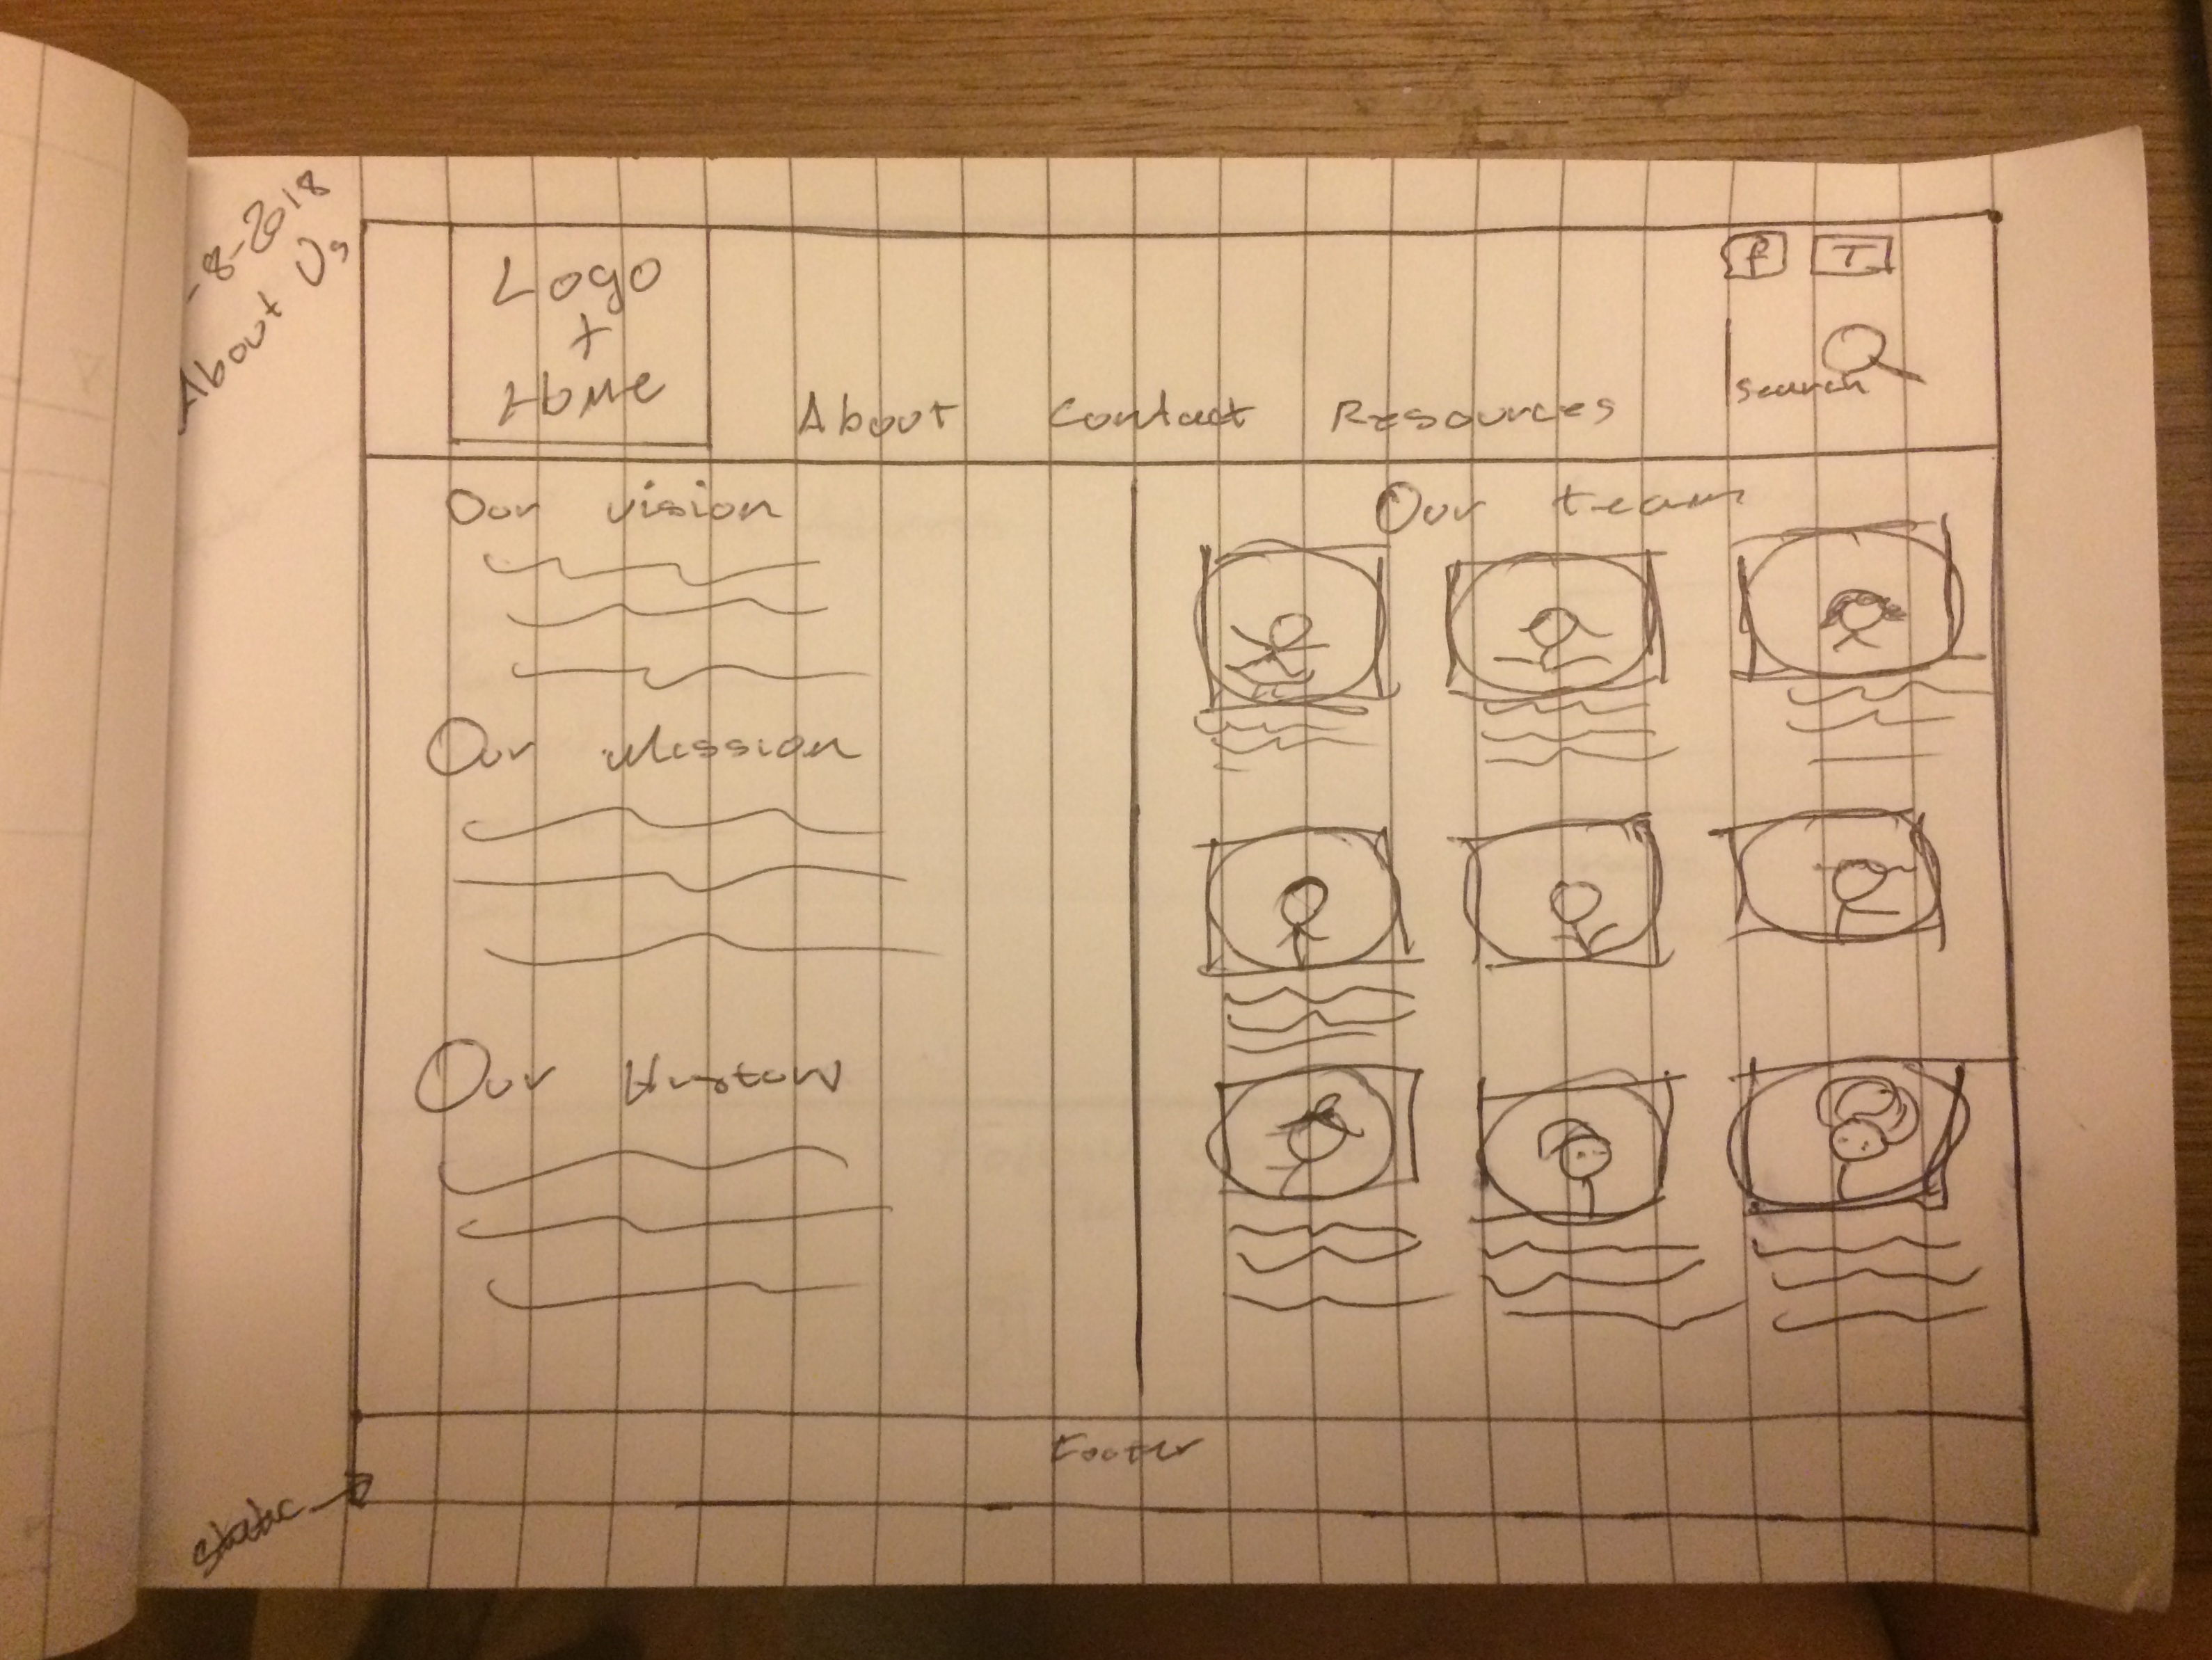 -8-2018
About Us
Logo
+
Home
f
T
About Contact Resources
Search
Our vision
Our team
Our Mission
Our History
Footer
static